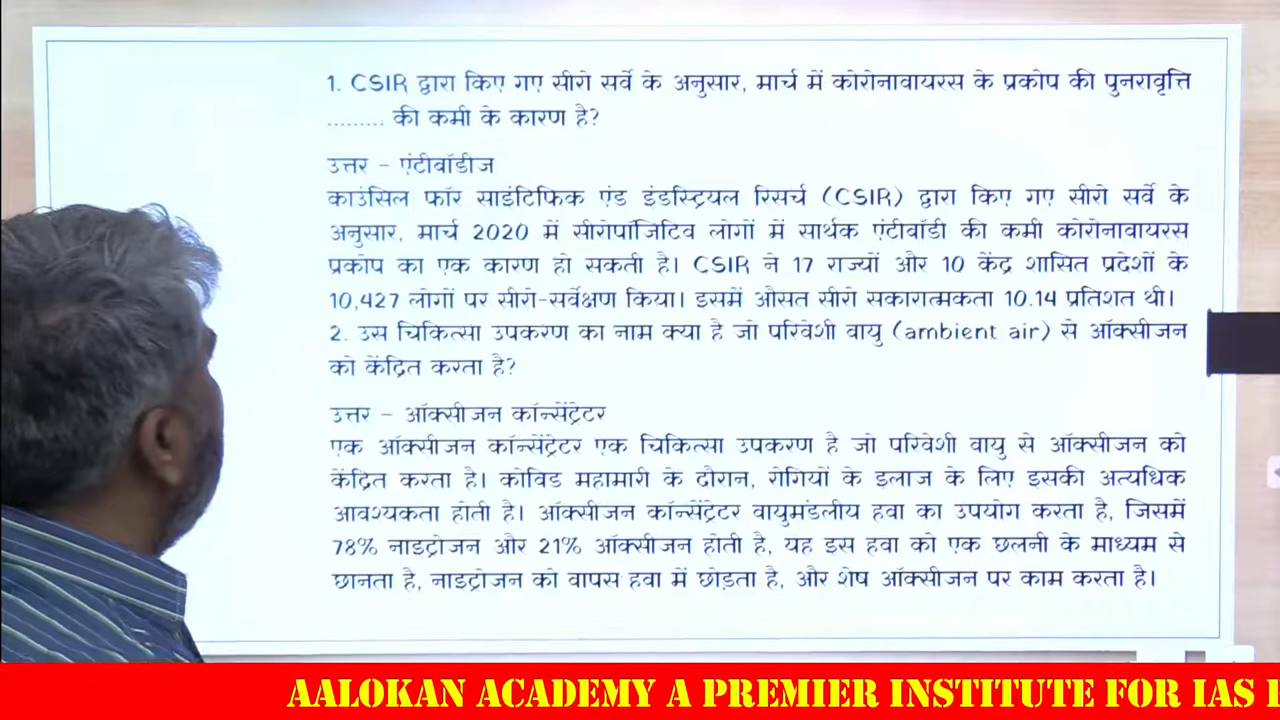 1. CSIR द्वारा किए गए सीरो सर्वे के अनुसार, मार्च में कोरोनावायरस के प्रकोप की पुनरावृत्ति
......... की कमी के कारण है?
उत्तर - एंटीबॉडीज
काउंसिल फॉर साइंटिफिक एंड इंडस्ट्रियल रिसर्च (CSIR) द्वारा किए गए सीरो सर्वे के
अनुसार, मार्च 2020 में सीरोपॉजिटिव लोगों में सार्थक एंटीबॉडी की कमी कोरोनावायरस
प्रकोप का एक कारण हो सकती है। CSIR ने 17 राज्यों और 10 केंद्र शासित प्रदेशों के
10,427 लोगों पर सीरो-सर्वेक्षण किया। इसमें औसत सीरो सकारात्मकता 10.14 प्रतिशत थी।
2. उस चिकित्सा उपकरण का नाम क्या है जो परिवेशी वायु (ambient air) से ऑक्सीजन
को केंद्रित करता है?
उत्तर - ऑक्सीजन कॉन्सेंट्रेटर
एक ऑक्सीजन कॉन्सेंट्रेटर एक चिकित्सा उपकरण है जो परिवेशी वायु से ऑक्सीजन को
केंद्रित करता है। कोविड महामारी के दौरान, रोगियों के इलाज के लिए इसकी अत्यधिक
आवश्यकता होती है। ऑक्सीजन कॉन्सेंट्रेटर वायुमंडलीय हवा का उपयोग करता है, जिसमें
78% नाइट्रोजन और 21% ऑक्सीजन होती है, यह इस हवा को एक छलनी के माध्यम से
छानता है, नाइट्रोजन को वापस हवा में छोड़ता है, और शेष ऑक्सीजन पर काम करता है।
AALOKAN ACADEMY A PREMIER INSTITUTE FOR IAS